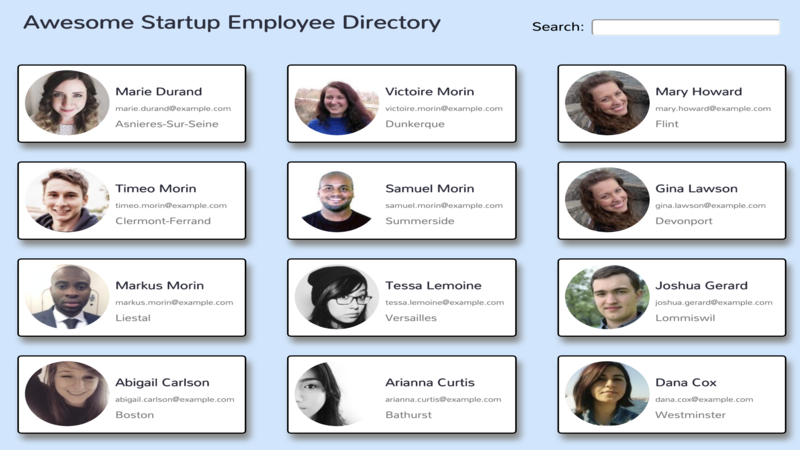 Awesome Startup Employee Directory
Search:
Marie Durand
marie.durand@example.com
Asnieres-Sur-Seine
Victoire Morin
victoire.morin@example.com
Dunkerque
Mary Howard
mary.howard@example.com
Flint
Timeo Morin
timeo.morin@example.com
Clermont-Ferrand
Samuel Morin
samuel.morin@example.com
Summerside
Gina Lawson
gina.lawson@example.com
Devonport
Markus Morin
markus.morin@example.com
Liestal
Tessa Lemoine
tessa.lemoine@example.com
Versailles
Joshua Gerard
joshua.gerard@example.com
Lommiswil
Abigail Carlson
abigail.carlson@example.com
Boston
Arianna Curtis
arianna.curtis@example.com
Bathurst
Dana Cox
dana.cox@example.com
Westminster